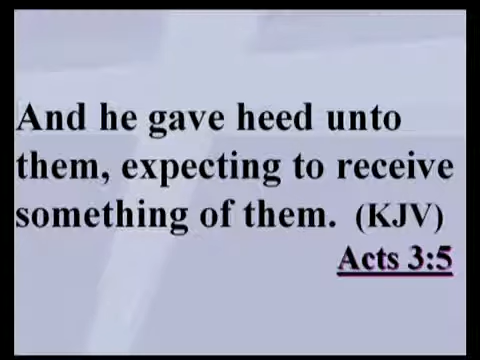 And he gave heed unto
them, expecting to receive
something of them. (KJV)
Acts 3:5